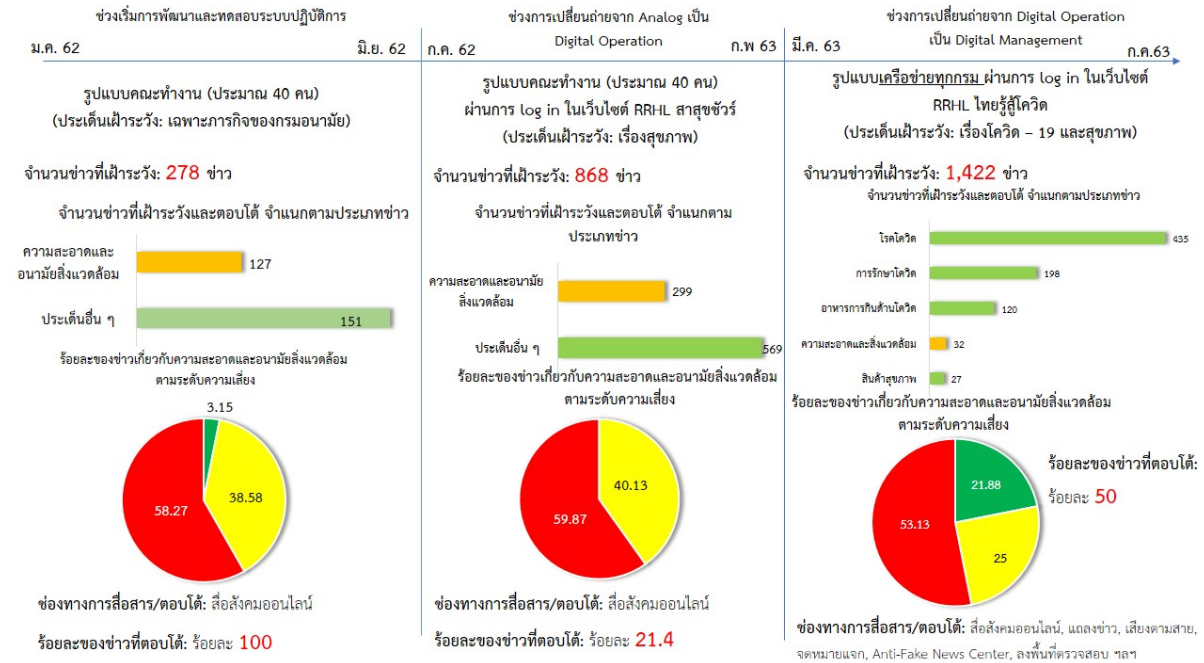 ช่วงเริ่มการพัฒนาและทดสอบระบบปฏิบัติการ
ม.ค. 62
มิ.ย. 62
รูปแบบคณะทำงาน (ประมาณ 40 คน)
(ประเด็นเฝ้าระวัง: เฉพาะภารกิจของกรมอนามัย)
จำนวนข่าวที่เฝ้าระวัง: 278 ข่าว
จำนวนข่าวที่เฝ้าระวังและตอบโต้ จำแนกตามประเภทข่าว
ความสะอาดและ
อนามัยสิ่งแวดล้อม
127
ประเด็นอื่น ๆ
151
ร้อยละของข่าวเกี่ยวกับความสะอาดและอนามัยสิ่งแวดล้อม
ตามระดับความเสี่ยง
3.15
38.58
58.27
ช่องทางการสื่อสาร/ตอบโต้: สื่อสังคมออนไลน์
ร้อยละของข่าวที่ตอบโต้: ร้อยละ 100
ช่วงการเปลี่ยนถ่ายจาก Analog เป็น
Digital Operation
ก.ค. 62
ก.พ 63
รูปแบบคณะทำงาน (ประมาณ 40 คน)
ผ่านการ log in ในเว็บไซต์ RRHL สาสุขชัวร์
(ประเด็นเฝ้าระวัง: เรื่องสุขภาพ)
จำนวนข่าวที่เฝ้าระวัง: 868 ข่าว
จำนวนข่าวที่เฝ้าระวังและตอบโต้ จำแนกตาม
ประเภทข่าว
ความสะอาดและอนามัย
สิ่งแวดล้อม
299
ประเด็นอื่น ๆ
569
ร้อยละของข่าวเกี่ยวกับความสะอาดและอนามัยสิ่งแวดล้อม
ตามระดับความเสี่ยง
40.13
59.87
ช่องทางการสื่อสาร/ตอบโต้: สื่อสังคมออนไลน์
ร้อยละของข่าวที่ตอบโต้: ร้อยละ 21.4
ช่วงการเปลี่ยนถ่ายจาก Digital Operation
เป็น Digital Management
มี.ค. 63
ก.ค.63
รูปแบบเครือข่ายทุกกรม ผ่านการ log in ในเว็บไซต์
RRHL ไทยรู้สู้โควิด
(ประเด็นเฝ้าระวัง: เรื่องโควิด – 19 และสุขภาพ)
จำนวนข่าวที่เฝ้าระวัง: 1,422 ข่าว
จำนวนข่าวที่เฝ้าระวังและตอบโต้ จำแนกตามประเภทข่าว
โรคโควิด
435
การรักษาโควิด
198
อาหารการกินต้านโควิด
120
ความสะอาดและสิ่งแวดล้อม
32
สินค้าสุขภาพ
27
ร้อยละของข่าวเกี่ยวกับความสะอาดและอนามัยสิ่งแวดล้อม
ตามระดับความเสี่ยง
21.88
53.13
25
ร้อยละของข่าวที่ตอบโต้:
ร้อยละ 50
ช่องทางการสื่อสาร/ตอบโต้: สื่อสังคมออนไลน์, แถลงข่าว, เสียงตามสาย,
จดหมายแจก, Anti-Fake News Center, ลงพื้นที่ตรวจสอบ ฯลฯ